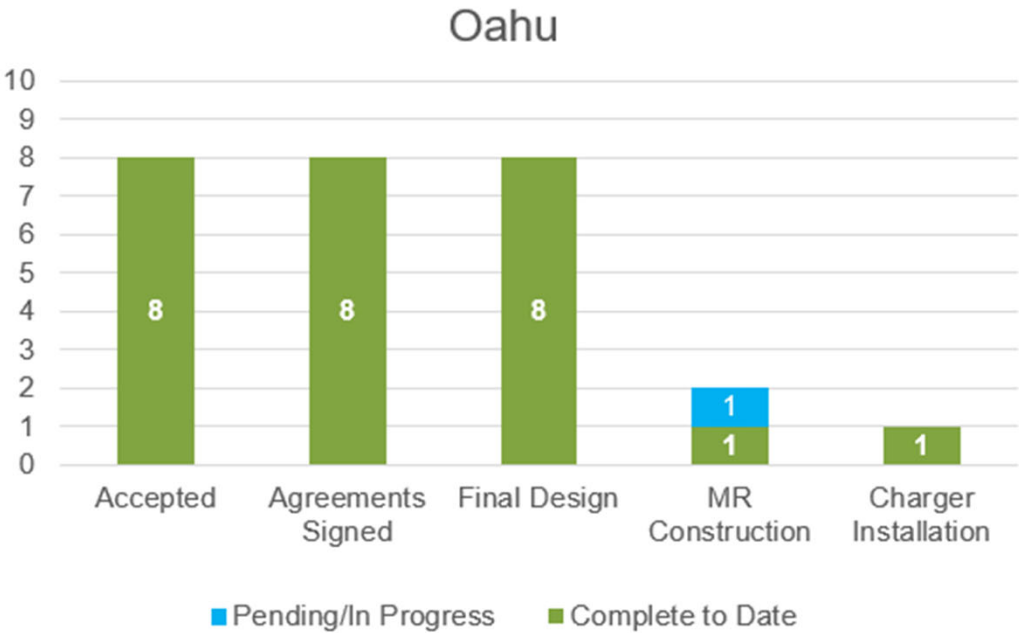 Oahu
10
9
8
7
6
5
4
3
2
1
0
8
8
8
1
1
1
Accepted
Agreements
Signed
Final Design
MR
Construction
Charger
Installation
Pending/In Progress
Complete to Date